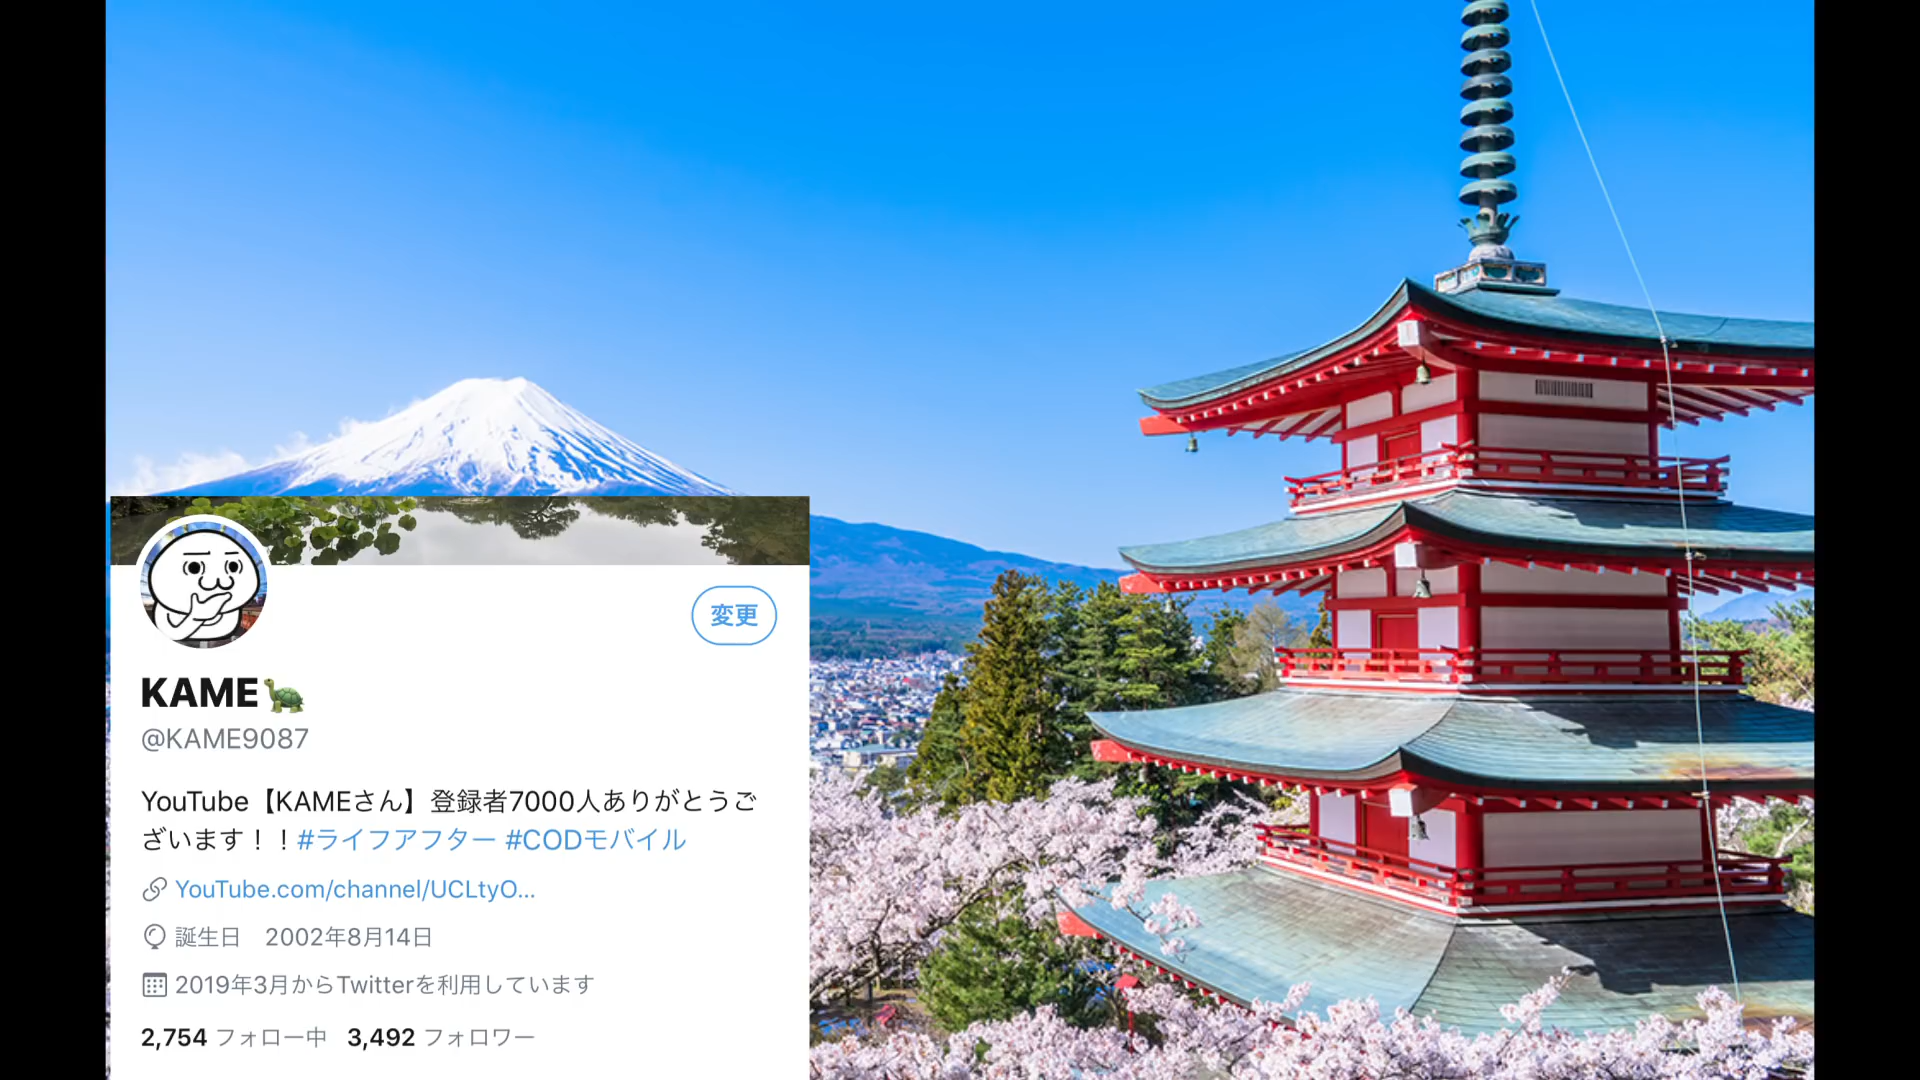 変更
KAME🐢
@KAME9087
YouTube【KAMEさん】登録者7000人ありがとうご
ざいます！！#ライフアフター #CODモバイル
YouTube.com/channel/UCLtyO...
誕生日 2002年8月14日
2019年3月からTwitterを利用しています
2,754 フォロー中 3,492 フォロワー